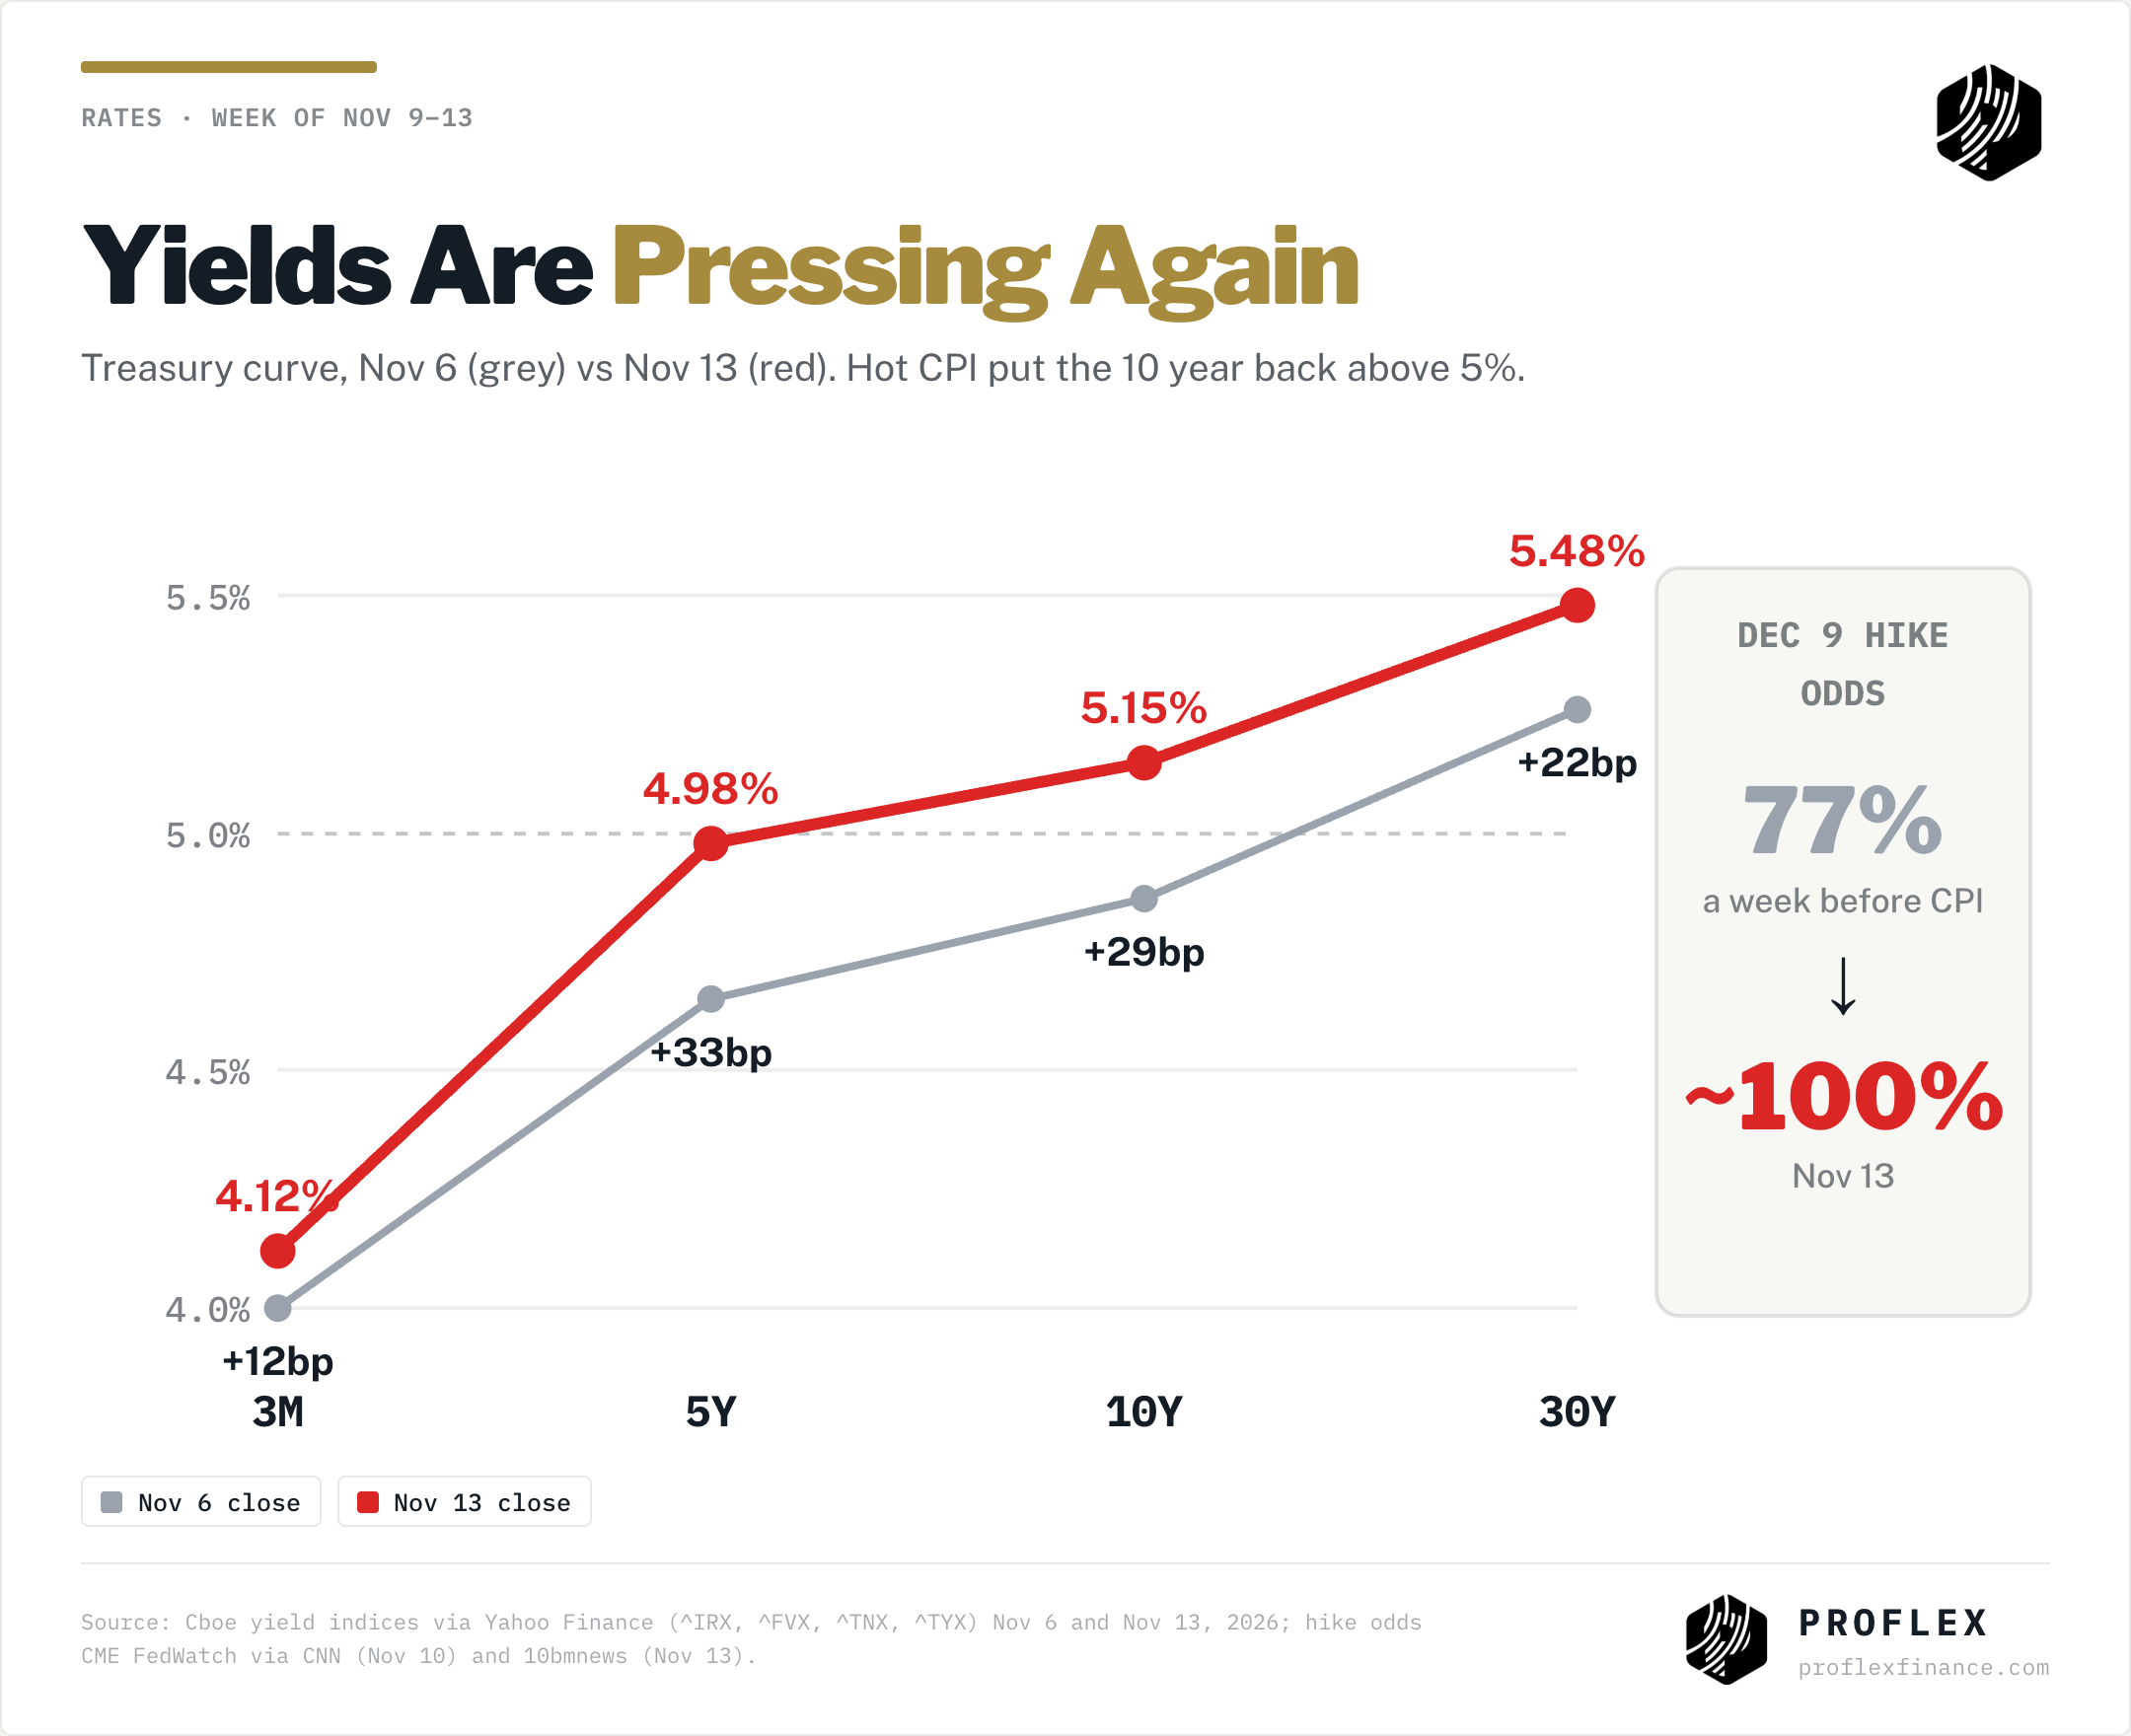 RATES · WEEK OF NOV 9–13
Yields Are Pressing Again
Treasury curve, Nov 6 (grey) vs Nov 13 (red). Hot CPI put the 10 year back above 5%.
5.5%
5.0%
4.5%
4.0%
4.12%
4.98%
5.15%
5.48%
+12bp
+33bp
+29bp
+22bp
3M
5Y
10Y
30Y
DEC 9 HIKE
ODDS
77%
a week before CPI
↓
~100%
Nov 13
Nov 6 close
Nov 13 close
Source: Cboe yield indices via Yahoo Finance (^IRX, ^FVX, ^TNX, ^TYX) Nov 6 and Nov 13, 2026; hike odds
CME FedWatch via CNN (Nov 10) and 10bmnews (Nov 13).
PROFLEX
proflexfinance.com